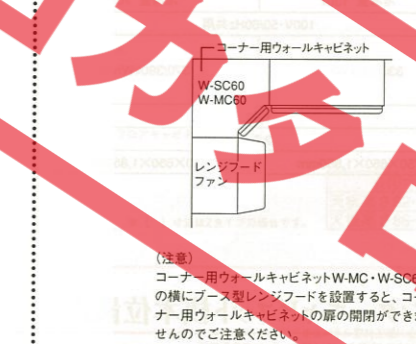 コーナー用ウォールキャビネット
W-SC60
W-MC60
レンジフード
ファン
(注意)
コーナー用ウォールキャビネットW-MC・W-SC6
の横にブース型レンジフードを設置すると、コー
ナー用ウォールキャビネットの扉の開閉ができま
せんのでご注意ください。
カタロ